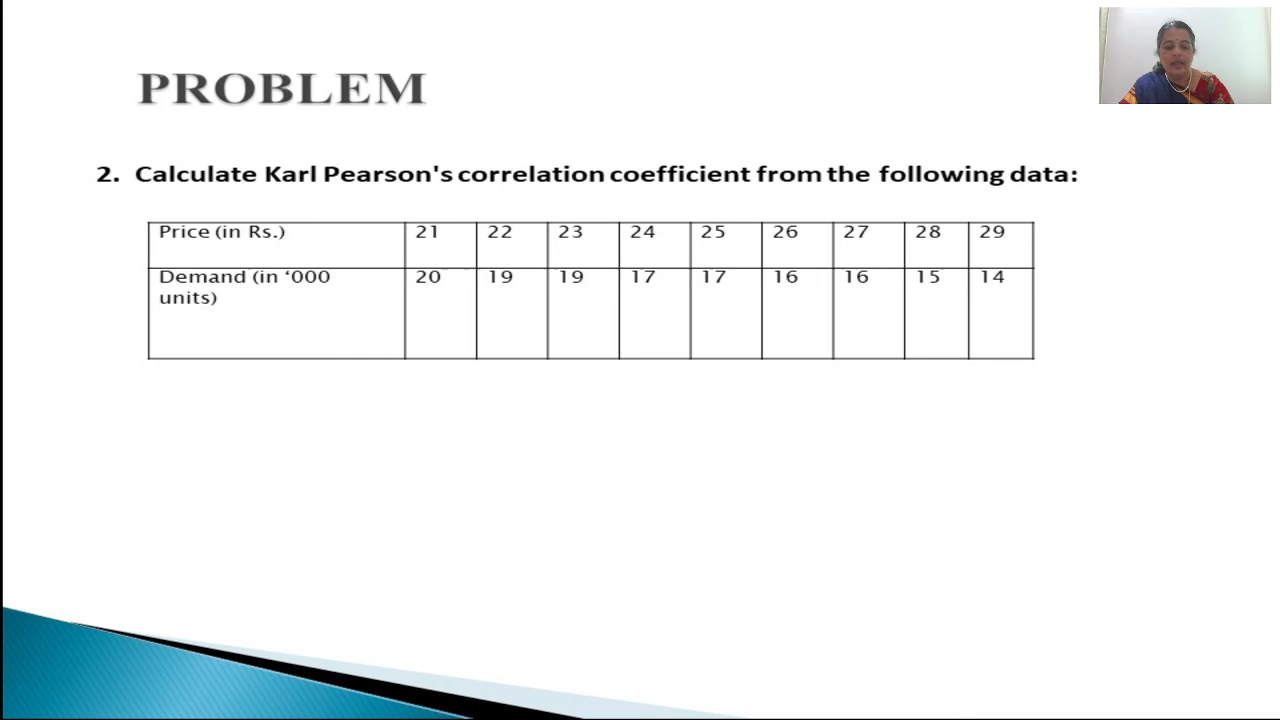 PROBLEM
2. Calculate Karl Pearson's correlation coefficient from the following data:
Price (in Rs.) 21 22 23 24 25 26 27 28 29
Demand (in ‘000 20 19 19 17 17 16 16 15 14
units)